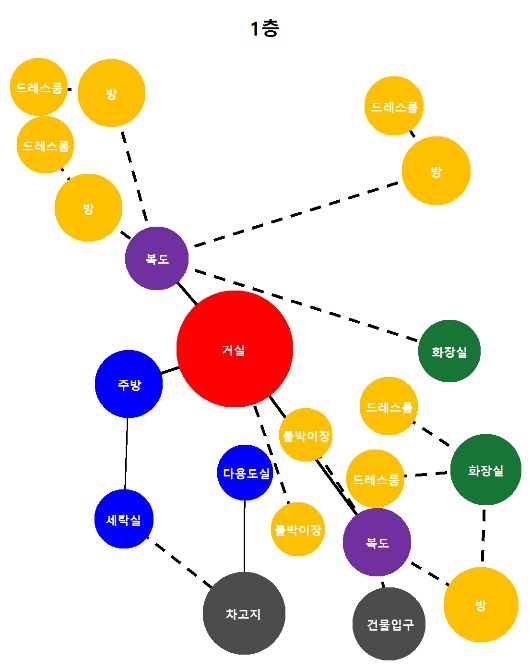 1층
드레스룸
방
드레스룸
드레스룸
방
방
복도
거실
화장실
주방
드레스룸
붙박이장
화장실
다용도실
드레스룸
세탁실
붙박이장
복도
방
차고지
건물입구